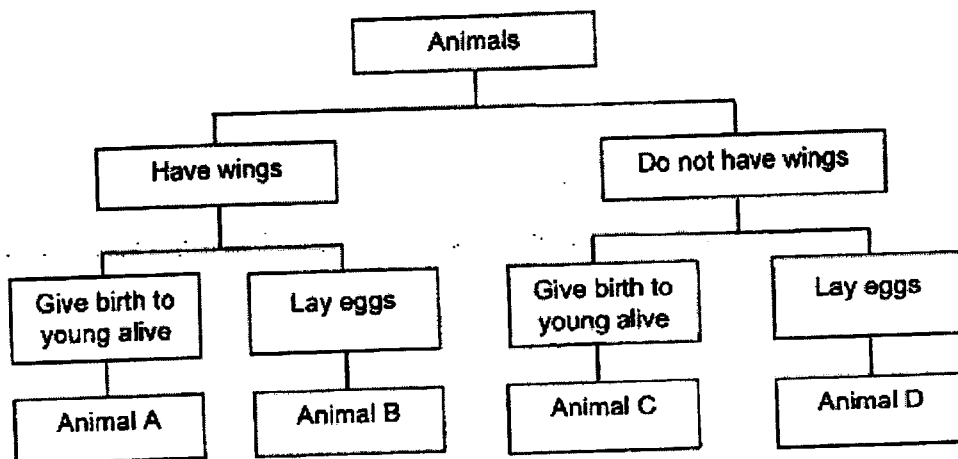 Animals
Have wings
Do not have wings
Give birth to
young alive
Lay eggs
Give birth to
young alive
Lay eggs
Animal A
Animal B
Animal C
Animal D